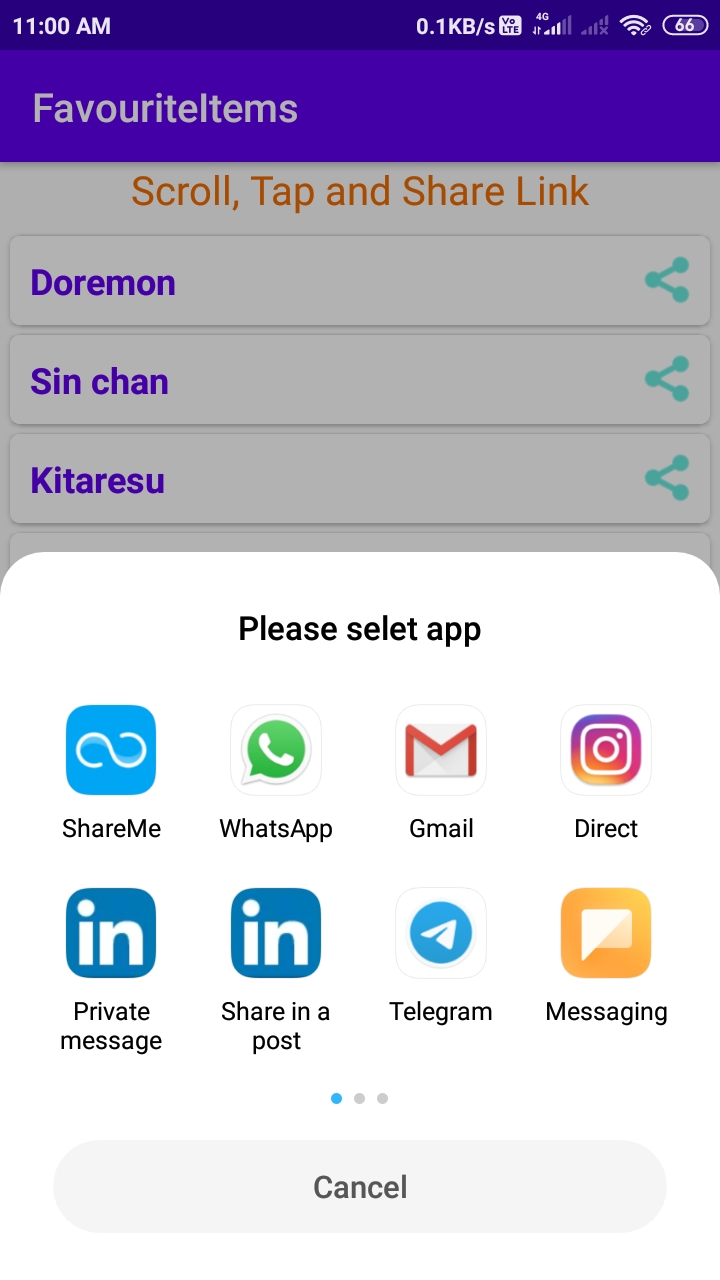 11:00 AM 0.1KB/s Vo LTE 4G 66
FavouriteItems
Scroll, Tap and Share Link
Doremon
Sin chan
Kitaresu
Please selet app
ShareMe WhatsApp Gmail Direct
in in
Private Share in a Telegram Messaging
message post
Cancel